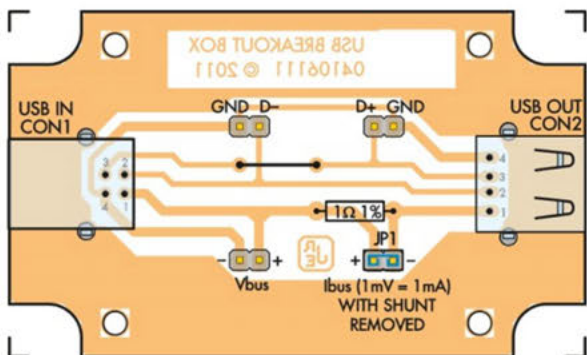 USB BREAKOUT BOX
04106111 © 2011
USB IN
CON1
GND D−
D+ GND
USB OUT
CON2
3 2
4 1
4
3
2
1
1Ω 1%
JP1
− +
Vbus
+ −
Ibus (1mV = 1mA)
WITH SHUNT
REMOVED
JRE